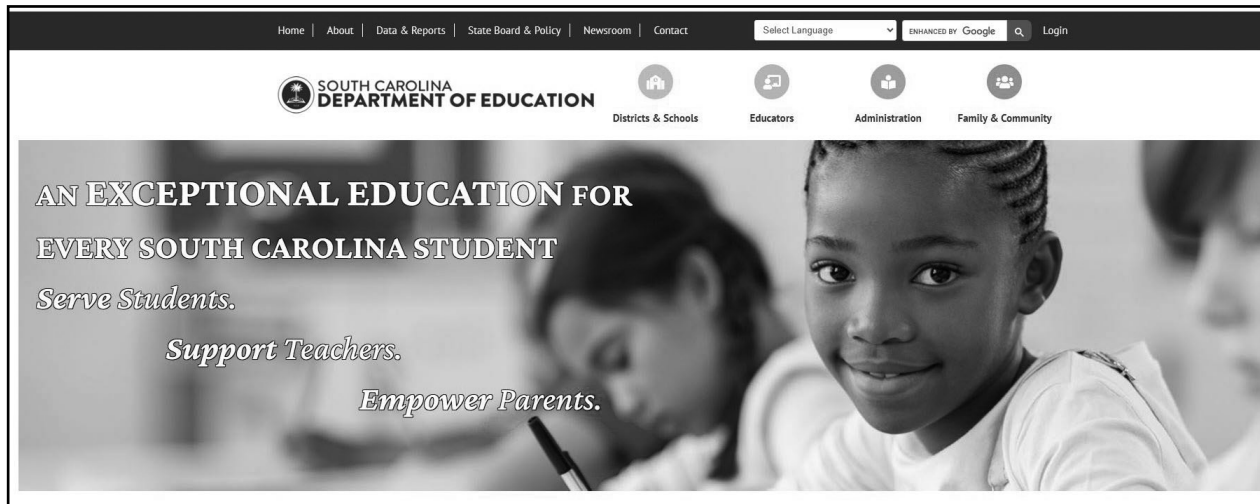 Home | About | Data & Reports | State Board & Policy | Newsroom | Contact
Select Language
ENHANCED BY Google
Login
SOUTH CAROLINA
DEPARTMENT OF EDUCATION
Districts & Schools
Educators
Administration
Family & Community
AN EXCEPTIONAL EDUCATION FOR
EVERY SOUTH CAROLINA STUDENT
Serve Students.
Support Teachers.
Empower Parents.